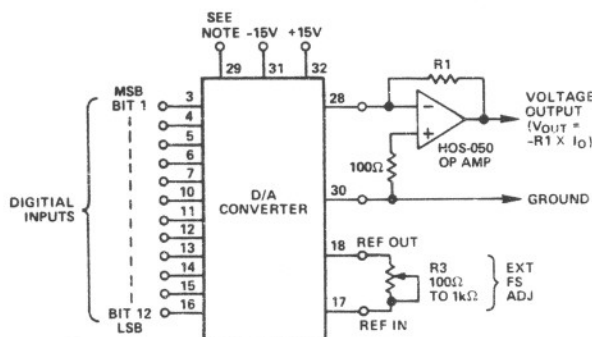 SEE
NOTE -15V +15V
29 31 32
MSB
BIT 1
3
4
5
6
7
10
11
12
13
14
15
16
BIT 12
LSB
DIGITIAL
INPUTS
D/A
CONVERTER
28
30
18
17
R1
−
+
HOS-050
OP AMP
100Ω
VOLTAGE
OUTPUT
(VOUT =
-R1 X IO)
GROUND
REF OUT
R3
100Ω
TO 1kΩ
REF IN
EXT
FS
ADJ